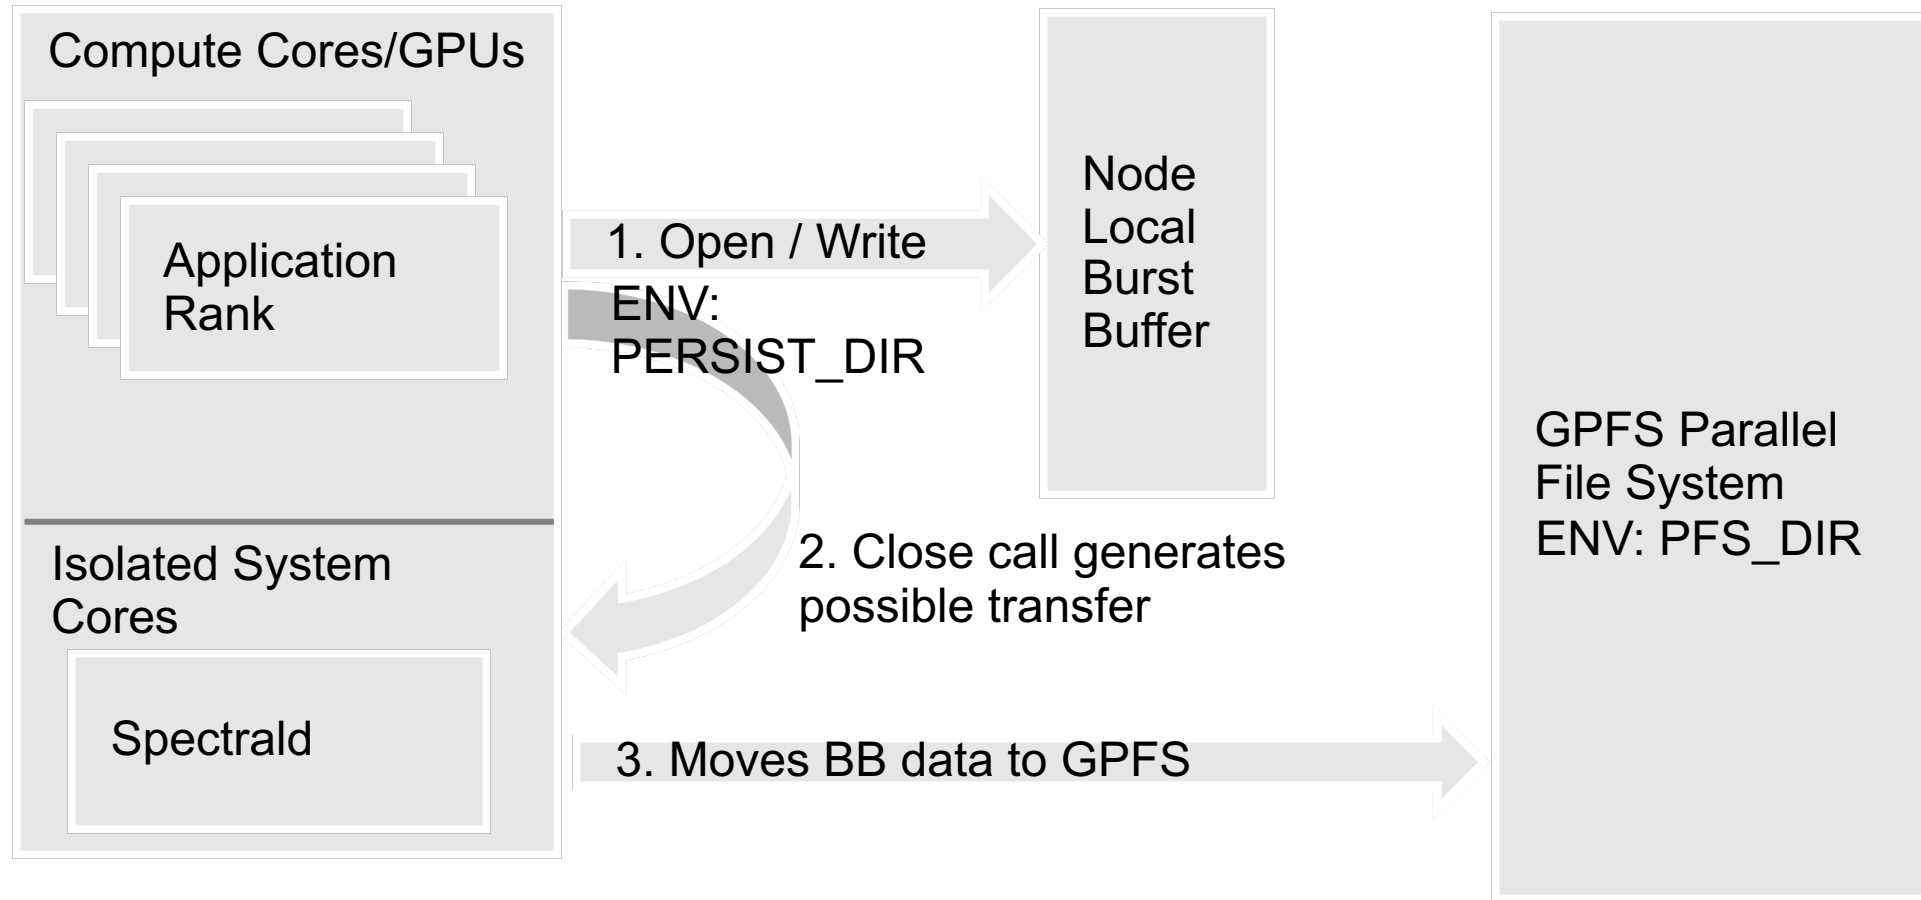 Compute Cores/GPUs
Application
Rank
1. Open / Write
ENV:
PERSIST_DIR
Node
Local
Burst
Buffer
2. Close call generates
possible transfer
Isolated System
Cores
Spectrald
3. Moves BB data to GPFS
GPFS Parallel
File System
ENV: PFS_DIR